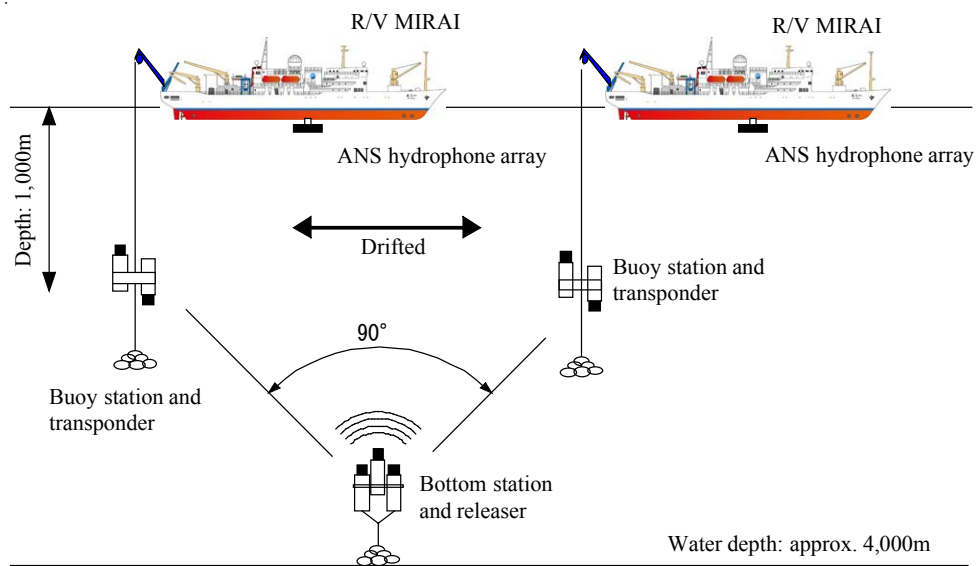 R/V MIRAI
R/V MIRAI
ANS hydrophone array
ANS hydrophone array
Depth: 1,000m
Drifted
Buoy station and
transponder
90°
Buoy station and
transponder
Bottom station
and releaser
Water depth: approx. 4,000m